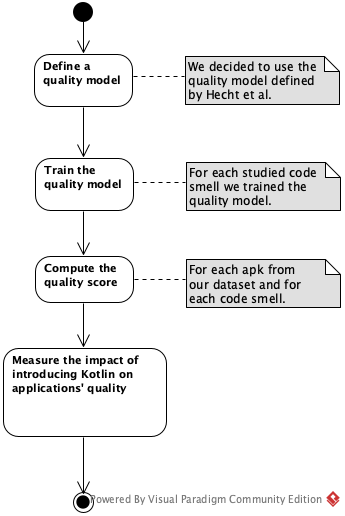 Define a
quality model
We decided to use the
quality model defined
by Hecht et al.
Train the
quality model
For each studied code
smell we trained the
quality model.
Compute the
quality score
For each apk from
our dataset and for
each code smell.
Measure the impact of
introducing Kotlin on
applications' quality
Powered By Visual Paradigm Community Edition